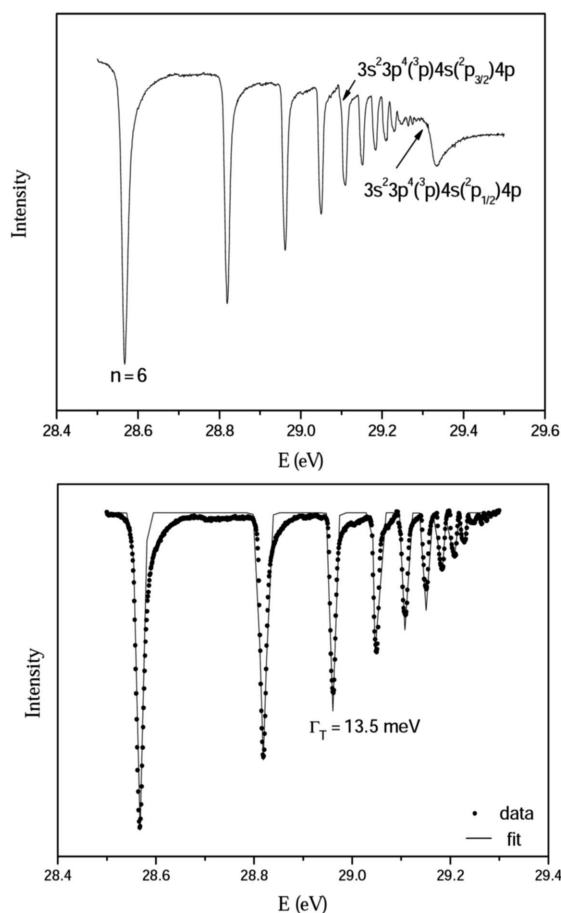 3s²3p⁴(³p)4s(²p₃/₂)4p
3s²3p⁴(³p)4s(²p₁/₂)4p
Intensity
n=6
28.4 28.6 28.8 29.0 29.2 29.4 29.6
E (eV)
Intensity
Γ_T = 13.5 meV
data
fit
28.4 28.6 28.8 29.0 29.2 29.4
E (eV)